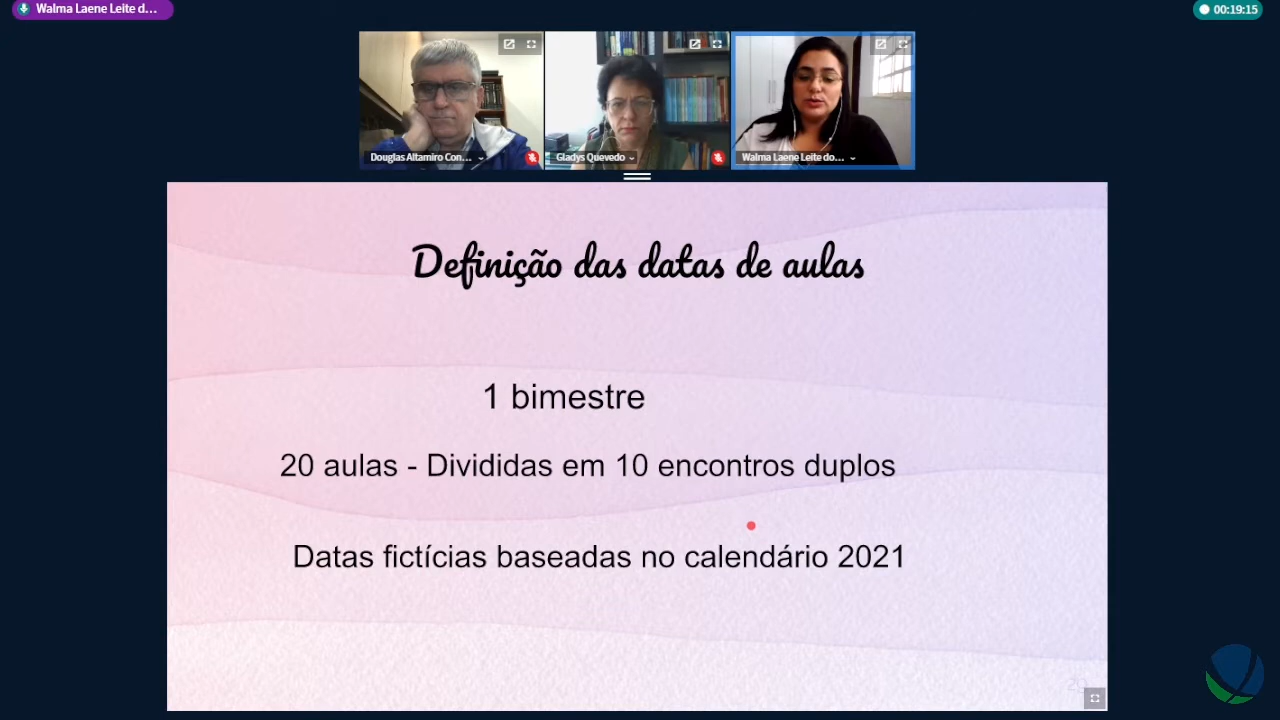 Walma Laene Leite d...
00:19:15
Douglas Altamiro Con...
Gladys Quevedo
Walma Laene Leite do...
Definição das datas de aulas
1 bimestre
20 aulas - Divididas em 10 encontros duplos
Datas fictícias baseadas no calendário 2021